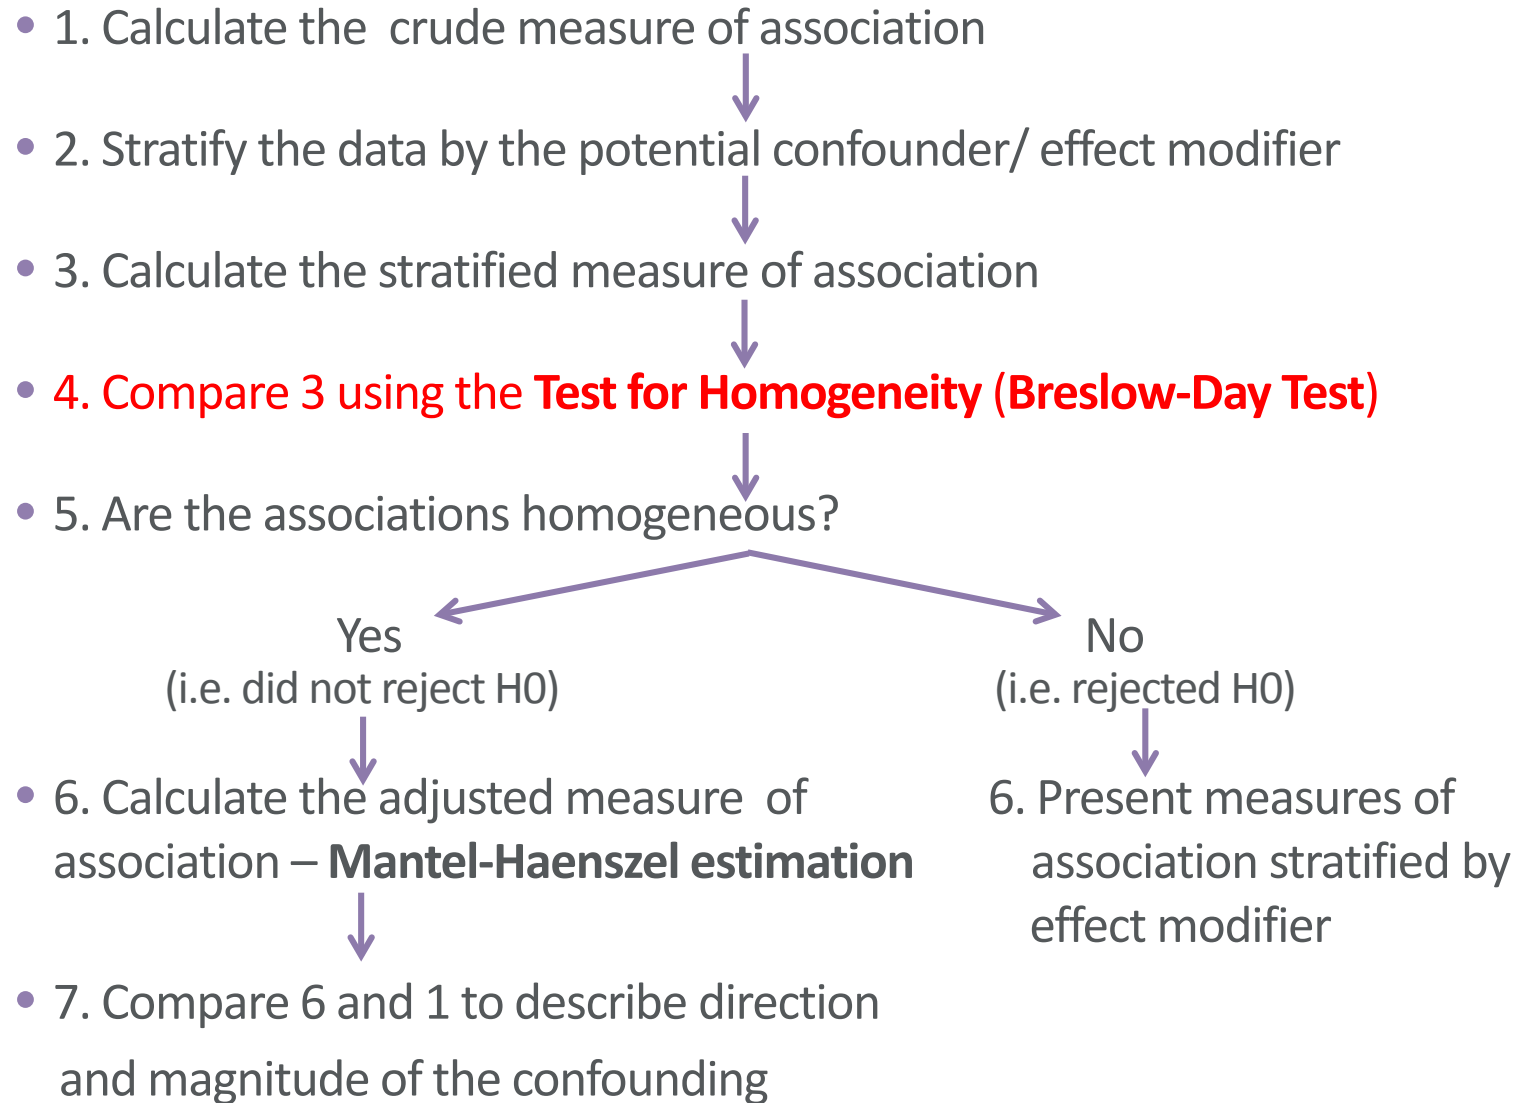 • 1. Calculate the crude measure of association
• 2. Stratify the data by the potential confounder/ effect modifier
• 3. Calculate the stratified measure of association
• 4. Compare 3 using the Test for Homogeneity (Breslow-Day Test)
• 5. Are the associations homogeneous?
Yes
(i.e. did not reject H0)
No
(i.e. rejected H0)
• 6. Calculate the adjusted measure of
association – Mantel-Haenszel estimation
6. Present measures of
association stratified by
effect modifier
• 7. Compare 6 and 1 to describe direction
and magnitude of the confounding